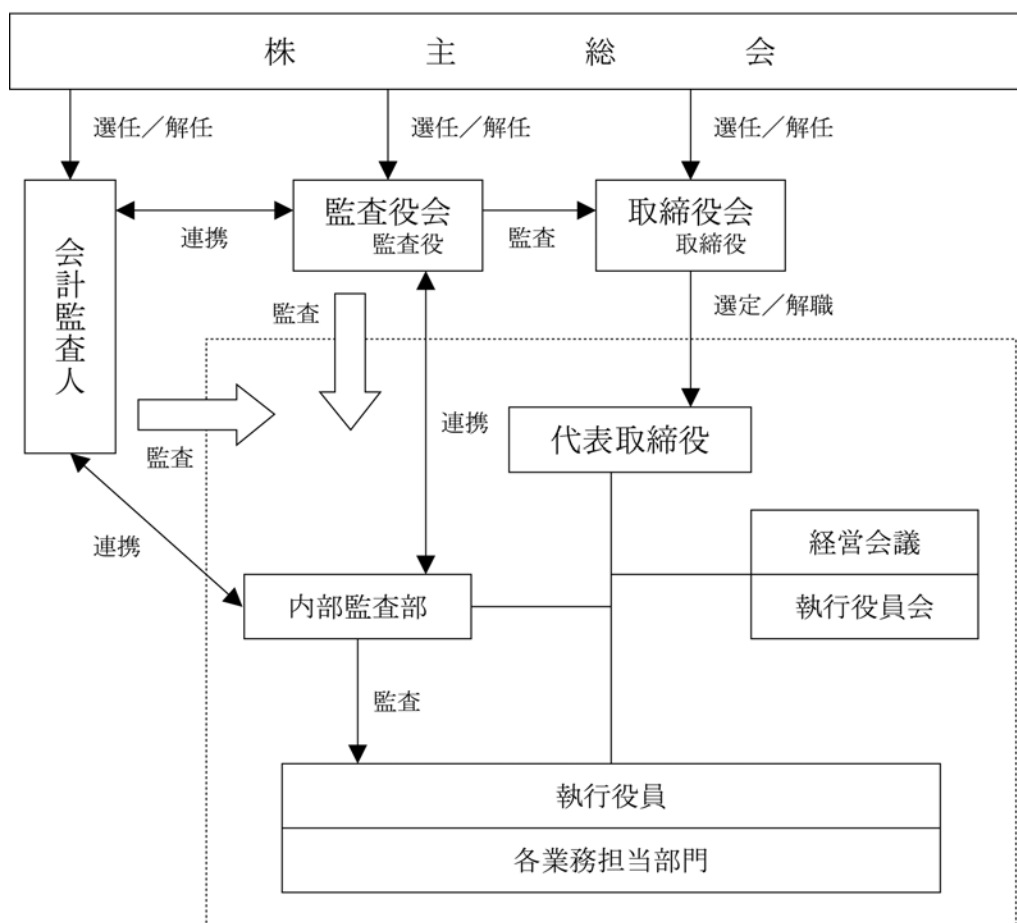 株主総会
選任／解任
選任／解任
選任／解任
会計監査人
連携
監査役会
監査役
監査
取締役会
取締役
監査
選定／解職
監査
連携
代表取締役
連携
経営会議
執行役員会
内部監査部
監査
執行役員
各業務担当部門